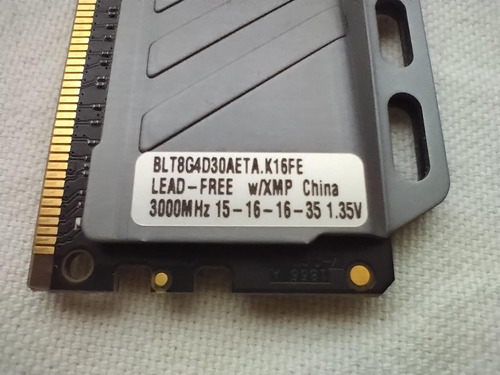 BLT8G4D30AETA.K16FE
LEAD-FREE w/XMP China
3000MHz 15-16-16-35 1.35V